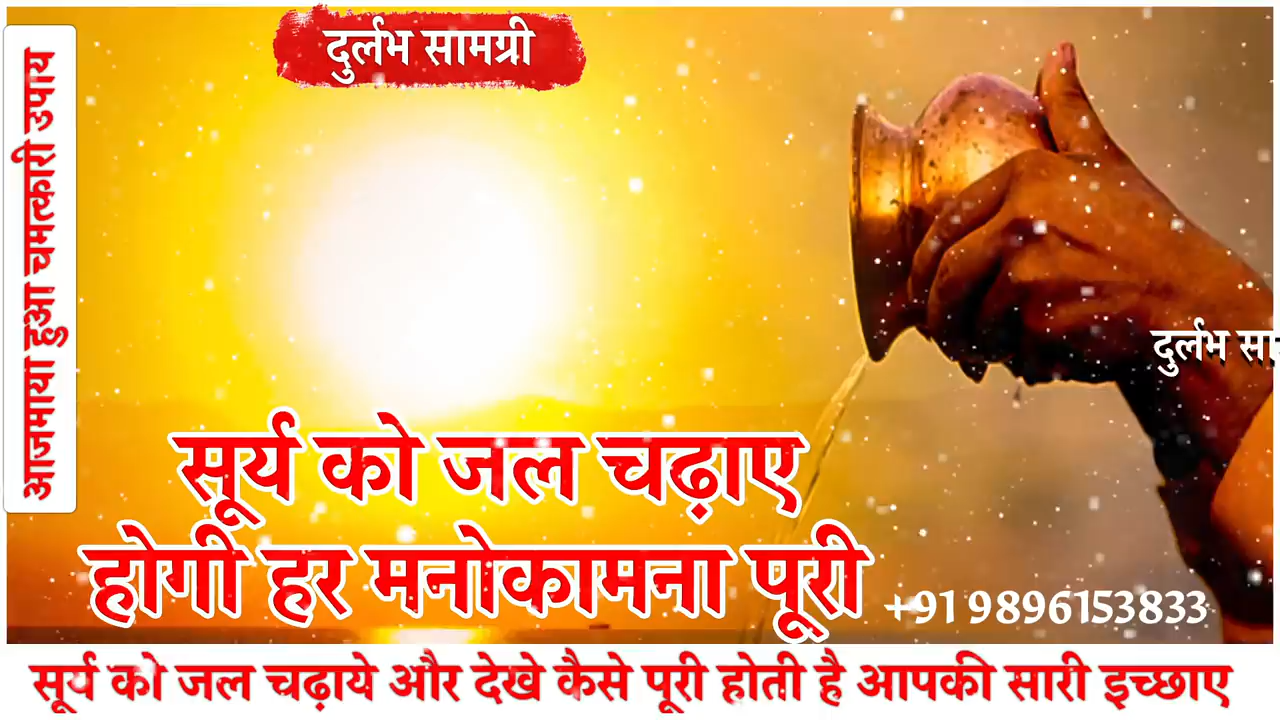 दुर्लभ सामग्री
आजमाया हुआ चमत्कारी उपाय
दुर्लभ सा
सूर्य को जल चढ़ाए
होगी हर मनोकामना पूरी
+91 9896153833
सूर्य को जल चढ़ाये और देखे कैसे पूरी होती है आपकी सारी इच्छाए